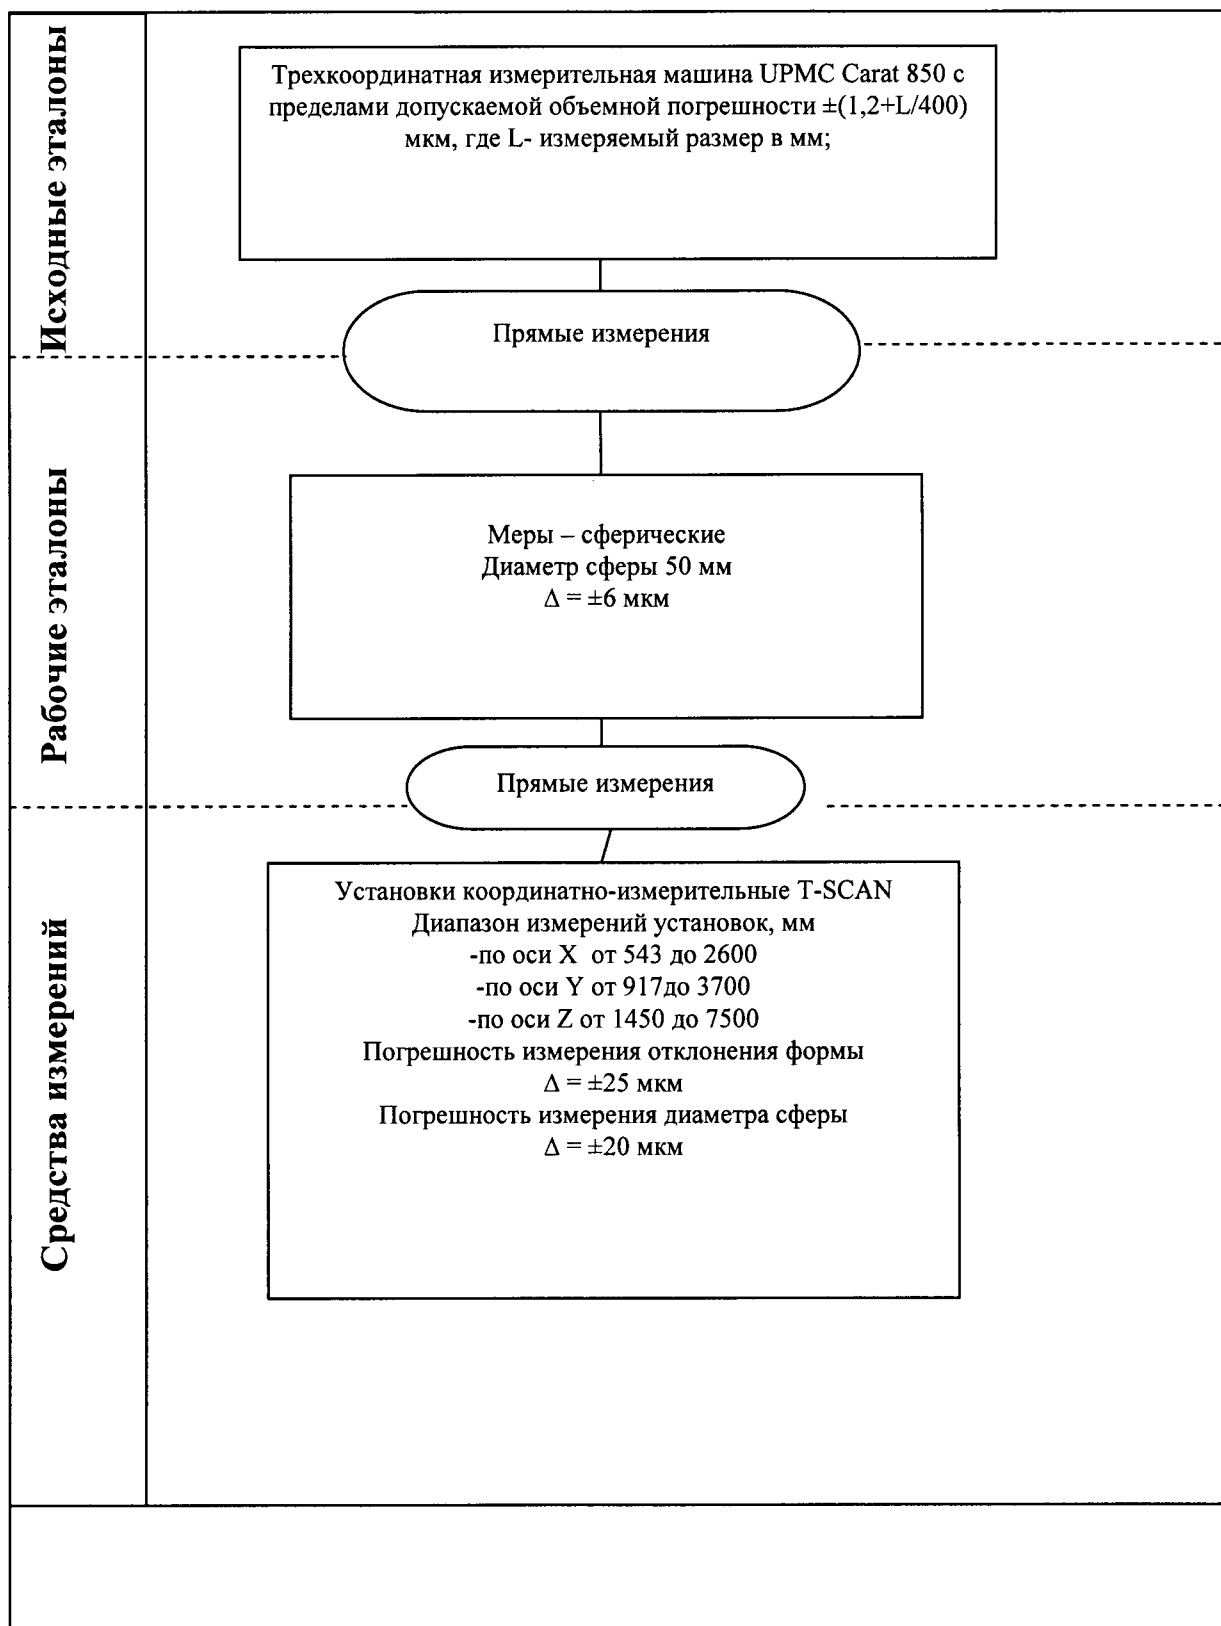 Исходные эталоны
Трехкоординатная измерительная машина UPMC Carat 850 с
пределами допускаемой объемной погрешности ±(1,2+L/400)
мкм, где L- измеряемый размер в мм;
Прямые измерения
Рабочие эталоны
Меры – сферические
Диаметр сферы 50 мм
Δ = ±6 мкм
Прямые измерения
Средства измерений
Установки координатно-измерительные T-SCAN
Диапазон измерений установок, мм
-по оси X от 543 до 2600
-по оси Y от 917до 3700
-по оси Z от 1450 до 7500
Погрешность измерения отклонения формы
Δ = ±25 мкм
Погрешность измерения диаметра сферы
Δ = ±20 мкм